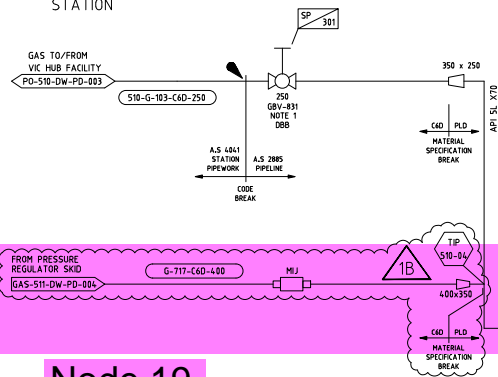 STATION
SP
301
GAS TO/FROM
VIC HUB FACILITY
PO-510-DW-PD-003
510-G-103-C6D-250
250
GBV-831
NOTE 1
DBB
350 x 250
API 5L X70
C6D PLD
MATERIAL
SPECIFICATION
BREAK
A.S 4041
STATION
PIPEWORK
A.S 2885
PIPELINE
CODE
BREAK
FROM PRESSURE
REGULATOR SKID
GAS-511-DW-PD-004
G-717-C6D-400
MIJ
1B
TIP
510-04
400x350
C6D PLD
MATERIAL
SPECIFICATION
BREAK
Node 19